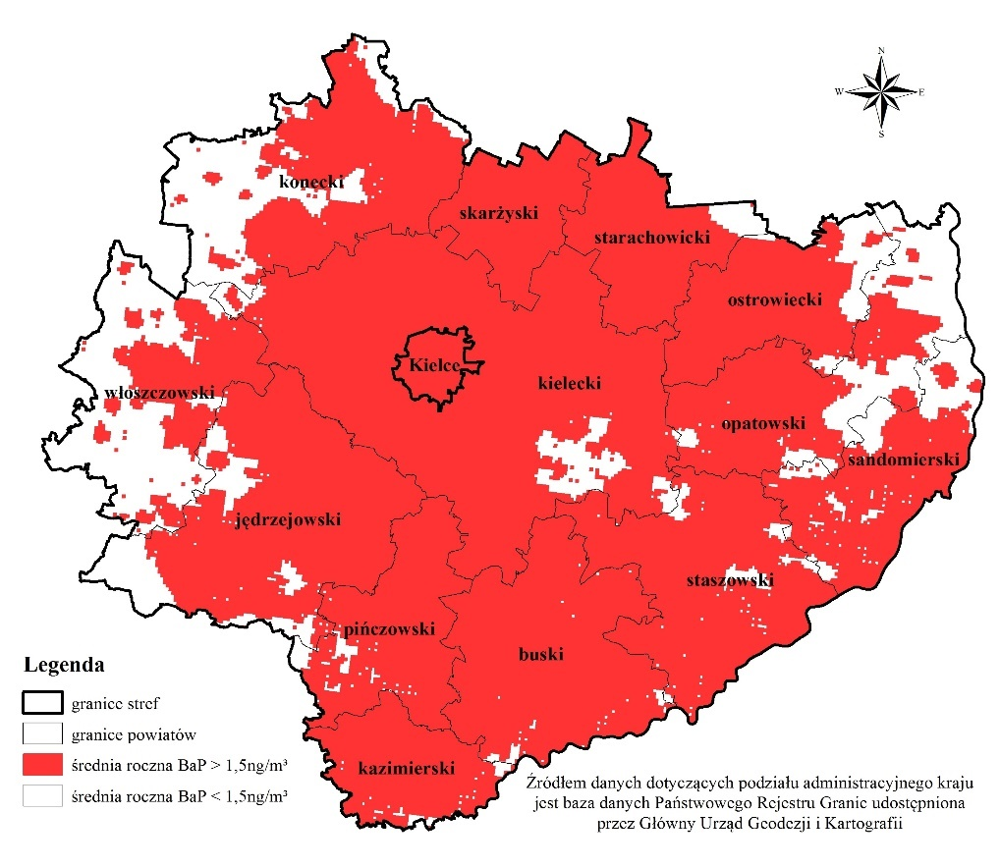 N
W E
S
konecki
skarżyski
starachowicki
ostrowiecki
Kielce
kielecki
włoszczowski
opatowski
sandomierski
jędrzejowski
staszowski
pińczowski
buski
kazimierski
Legenda
granice stref
granice powiatów
średnia roczna BaP > 1,5ng/m³
średnia roczna BaP < 1,5ng/m³
Źródłem danych dotyczących podziału administracyjnego kraju
jest baza danych Państwowego Rejestru Granic udostępniona
przez Główny Urząd Geodezji i Kartografii